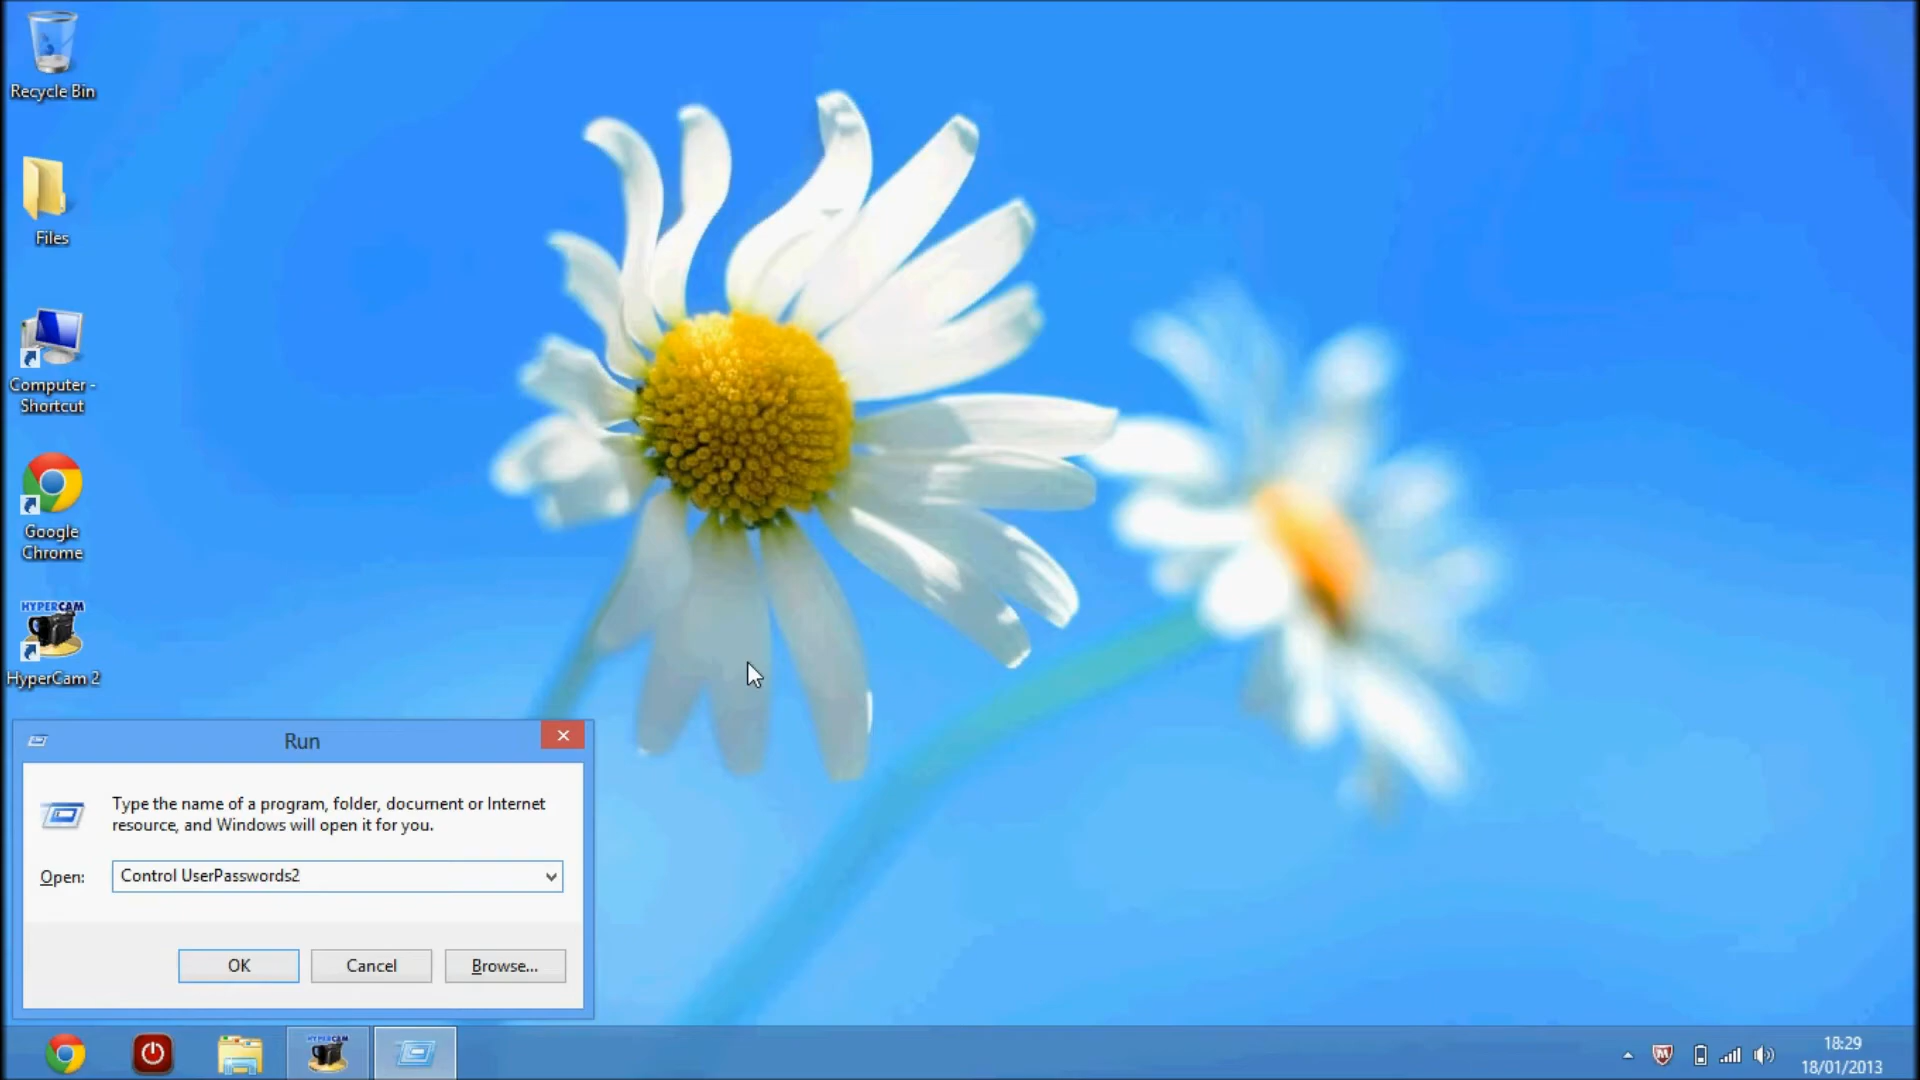 Recycle Bin
Files
Computer -
Shortcut
Google
Chrome
HYPERCAM
HyperCam 2
Run
Type the name of a program, folder, document or Internet
resource, and Windows will open it for you.
Open:
Control UserPasswords2
OK
Cancel
Browse...
HYPERCAM
18:29
18/01/2013